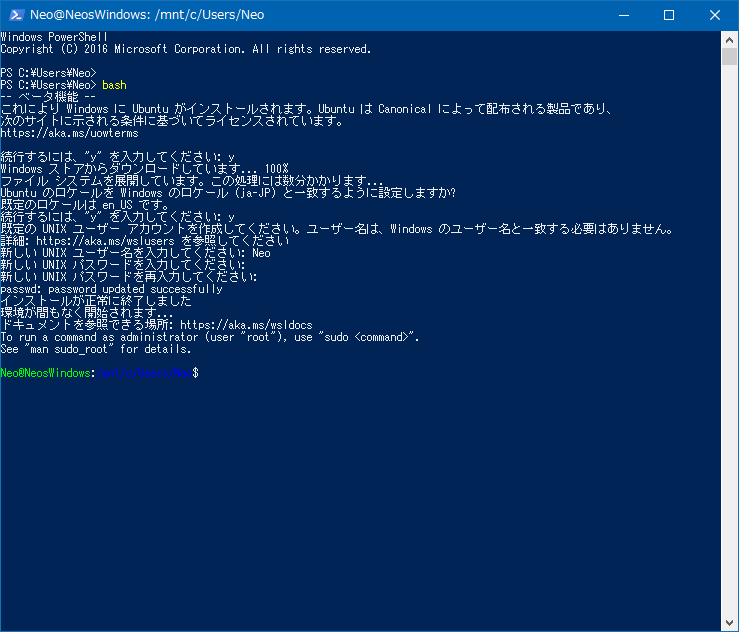 Neo@NeosWindows: /mnt/c/Users/Neo
Windows PowerShell
Copyright (C) 2016 Microsoft Corporation. All rights reserved.
PS C:¥Users¥Neo>
PS C:¥Users¥Neo> bash
-- ベータ機能 --
これにより Windows に Ubuntu がインストールされます。Ubuntu は Canonical によって配布される製品であり、
次のサイトに示される条件に基づいてライセンスされています。
https://aka.ms/uowterms
続行するには、"y" を入力してください: y
Windows ストアからダウンロードしています... 100%
ファイル システムを展開しています。この処理には数分かかります...
Ubuntu のロケールを Windows のロケール (ja-JP) と一致するように設定しますか?
既定のロケールは en_US です。
続行するには、"y" を入力してください: y
既定の UNIX ユーザー アカウントを作成してください。ユーザー名は、Windows のユーザー名と一致する必要はありません。
詳細: https://aka.ms/wslusers を参照してください
新しい UNIX ユーザー名を入力してください: Neo
新しい UNIX パスワードを入力してください:
新しい UNIX パスワードを再入力してください:
passwd: password updated successfully
インストールが正常に終了しました
環境が間もなく開始されます...
ドキュメントを参照できる場所: https://aka.ms/wsldocs
To run a command as administrator (user "root"), use "sudo <command>".
See "man sudo_root" for details.
Neo@NeosWindows:/mnt/c/Users/Neo$